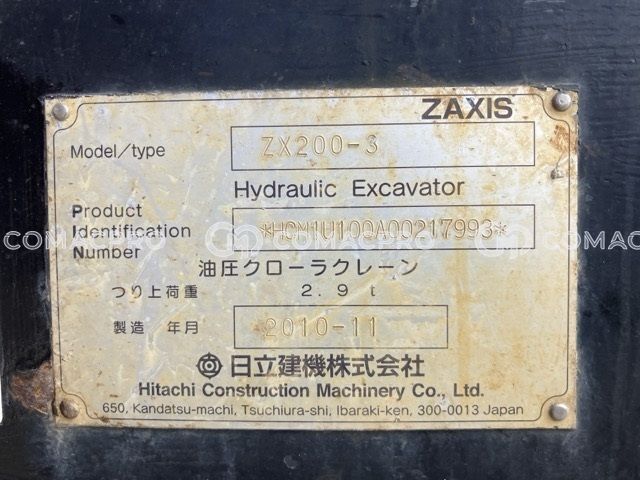 ZAXIS
Model/type ZX200-3
Hydraulic Excavator
Product Identification Number *HCM1U100A00217993*
油圧クローラクレーン
つり上荷重 2.9t
製造 年月 2010-11
日立建機株式会社
Hitachi Construction Machinery Co., Ltd.
650, Kandatsu-machi, Tsuchiura-shi, Ibaraki-ken, 300-0013 Japan
COMACPRO COMACPRO COMACPRO